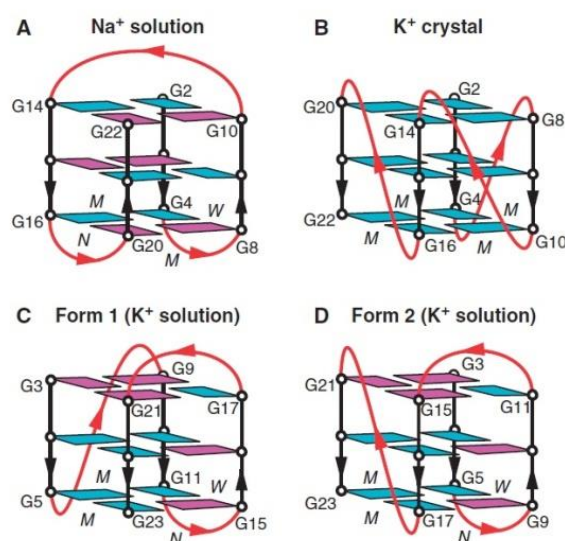 A Na⁺ solution
G14
G2
G22
G10
M
G4
W
G16
N
G20
M
G8
B K⁺ crystal
G20
G2
G14
G8
M
G4
M
G22
M
G16
M
G10
C Form 1 (K⁺ solution)
G3
G9
G21
G17
M
G11
W
G5
M
G23
N
G15
D Form 2 (K⁺ solution)
G21
G3
G15
G11
M
G5
W
G23
M
G17
N
G9